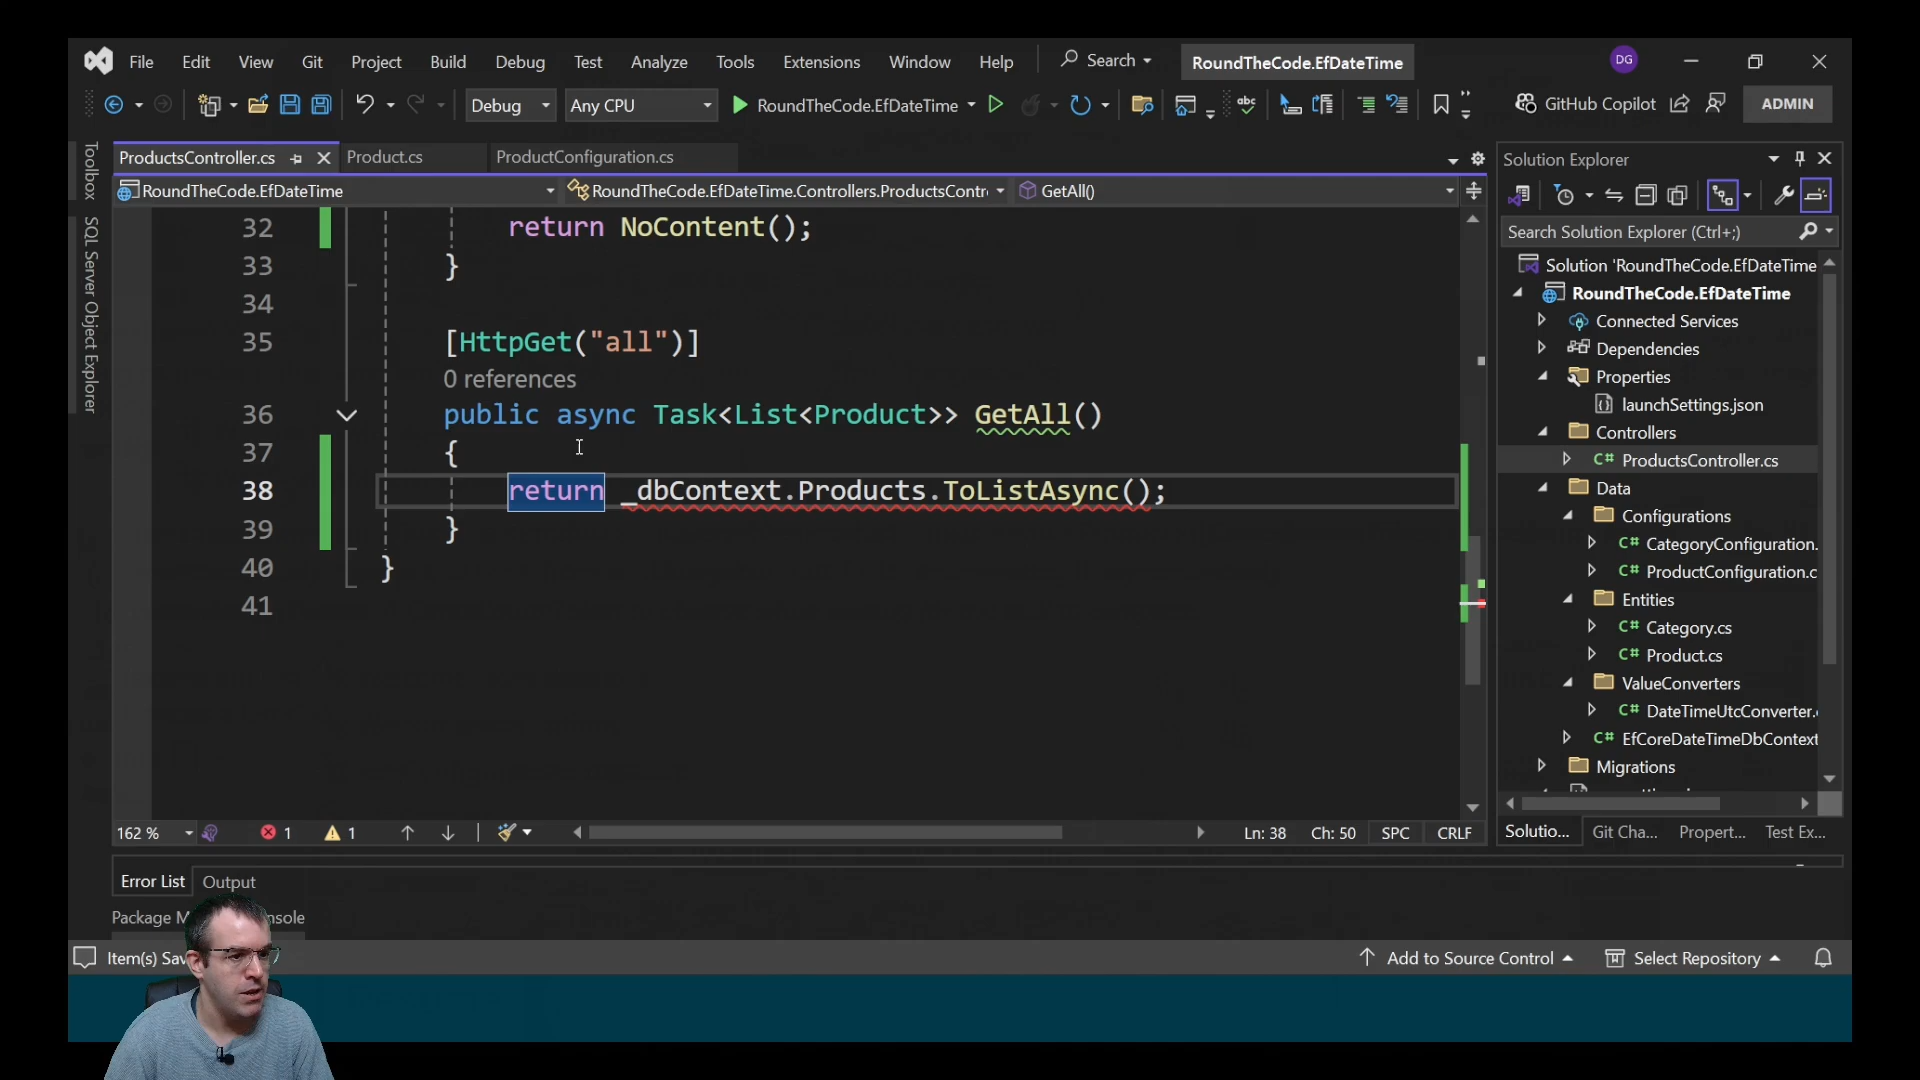 File Edit View Git Project Build Debug Test Analyze Tools Extensions Window Help Search RoundTheCode.EfDateTime DG
Debug Any CPU RoundTheCode.EfDateTime GitHub Copilot ADMIN
ProductsController.cs Product.cs ProductConfiguration.cs
RoundTheCode.EfDateTime RoundTheCode.EfDateTime.Controllers.ProductsContr GetAll()
Toolbox
SQL Server Object Explorer
32 return NoContent();
33 }
34
35 [HttpGet("all")]
0 references
36 public async Task<List<Product>> GetAll()
37 {
38 return _dbContext.Products.ToListAsync();
39 }
40 }
41
162 % 1 1 Ln: 38 Ch: 50 SPC CRLF
Solution Explorer
Search Solution Explorer (Ctrl+;)
Solution 'RoundTheCode.EfDateTime
RoundTheCode.EfDateTime
Connected Services
Dependencies
Properties
launchSettings.json
Controllers
C# ProductsController.cs
Data
Configurations
C# CategoryConfiguration.
C# ProductConfiguration.c
Entities
C# Category.cs
C# Product.cs
ValueConverters
C# DateTimeUtcConverter.
C# EfCoreDateTimeDbContext
Migrations
Solutio... Git Cha... Propert... Test Ex...
Error List Output
Package M nsole
Item(s) Sav Add to Source Control Select Repository